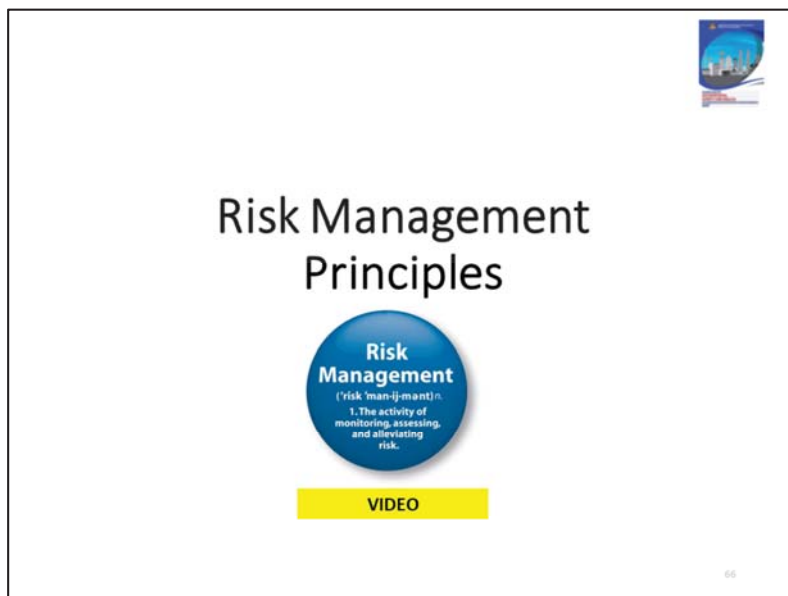 Risk Management
Principles
Risk
Management
('risk 'man-ij-mənt) n.
1. The activity of
monitoring, assessing,
and alleviating
risk.
VIDEO
66